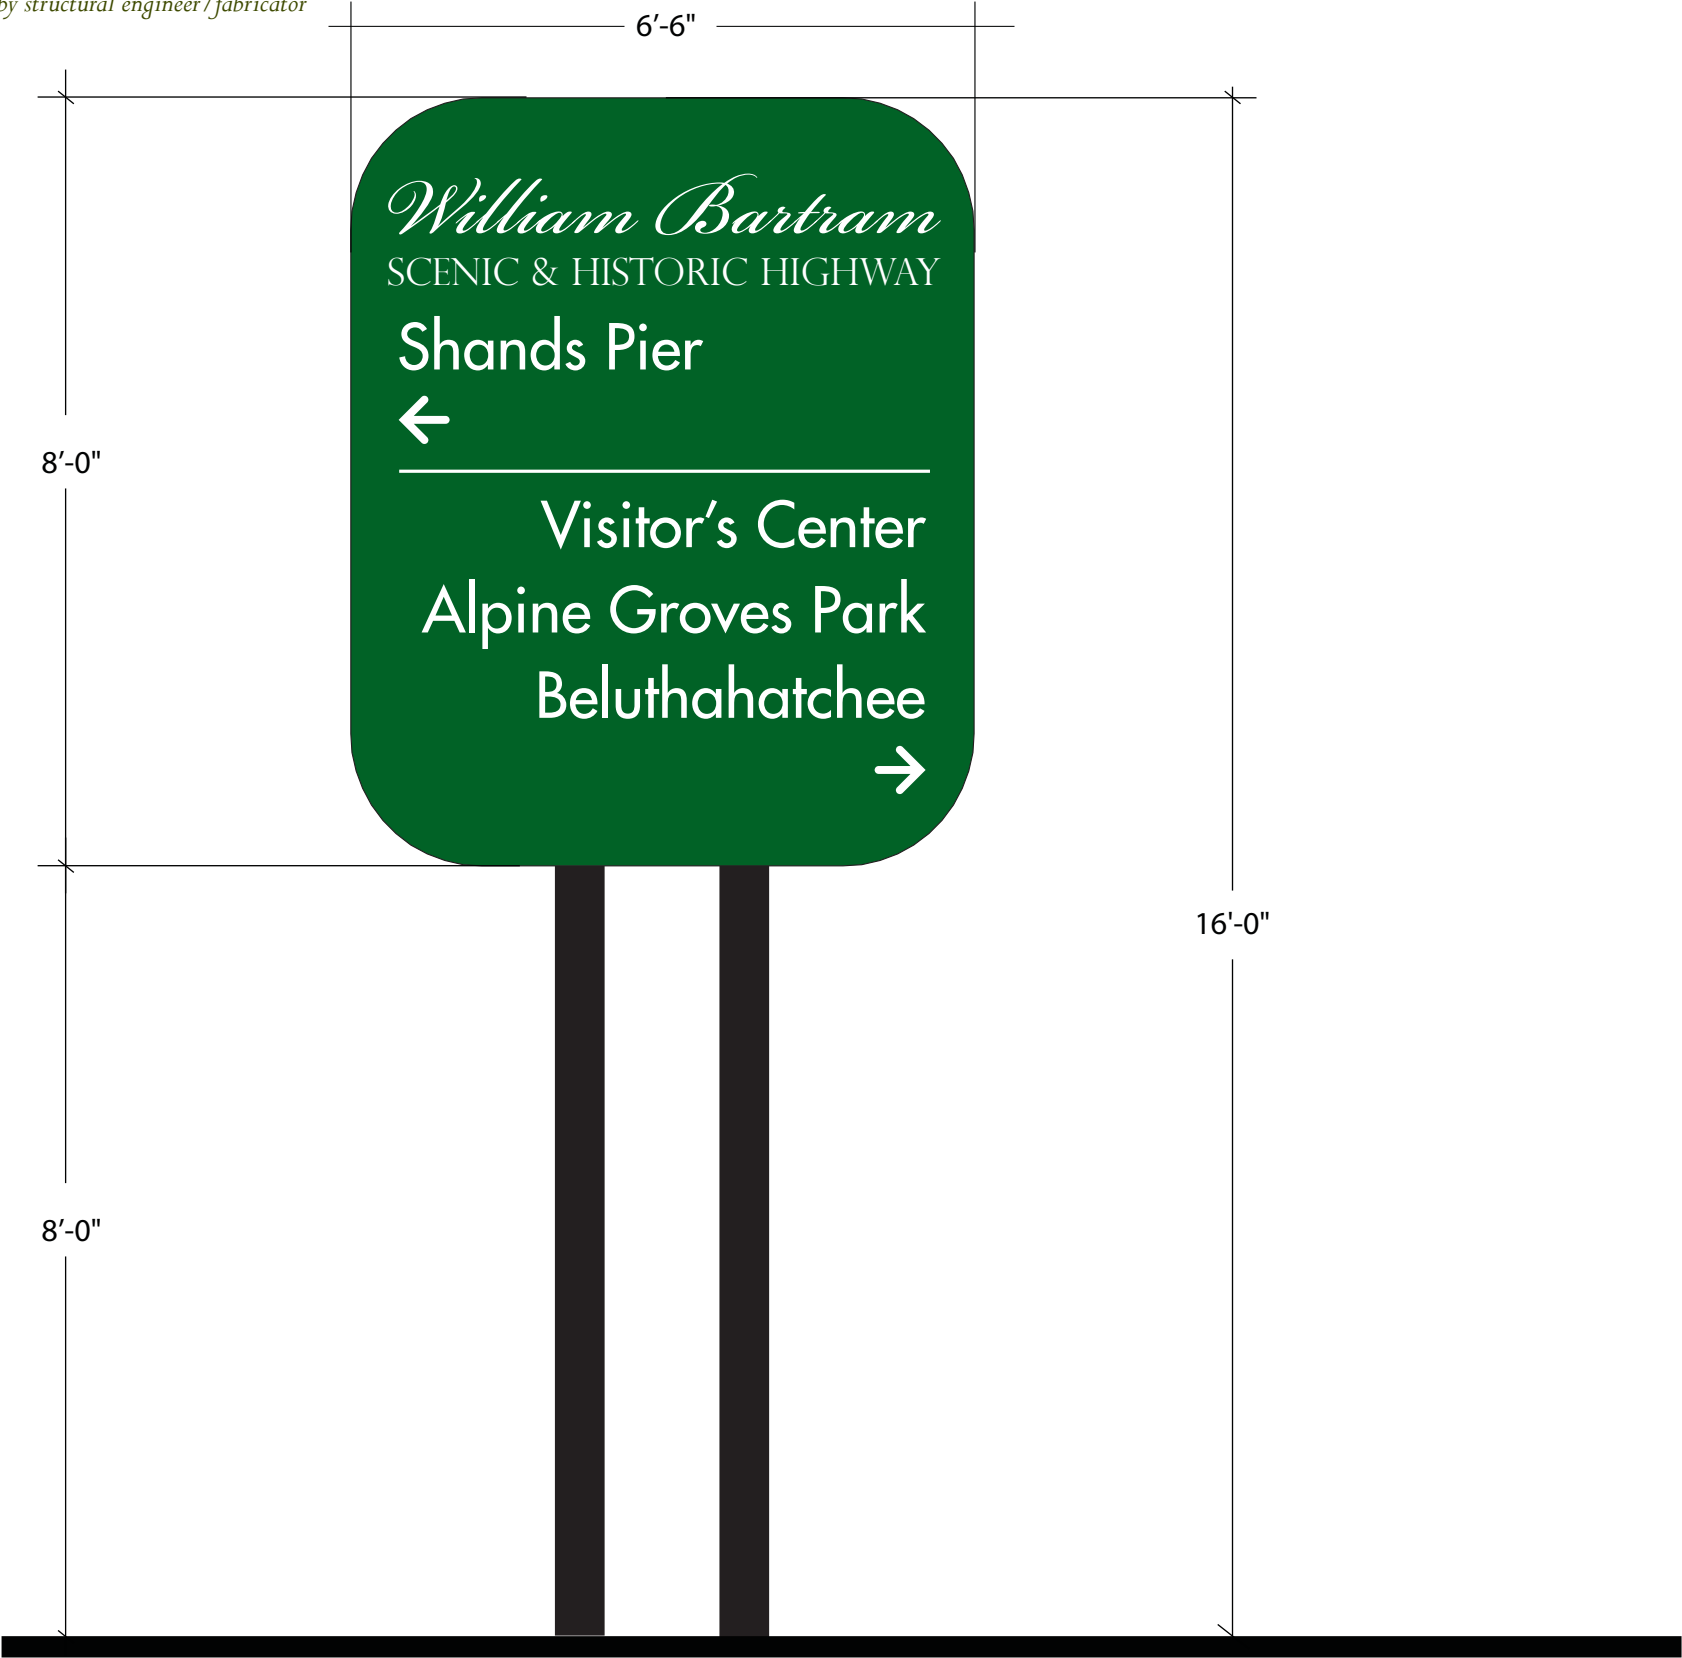 by structural engineer/fabricator
6’-6"
William Bartram
SCENIC & HISTORIC HIGHWAY
Shands Pier
←
8’-0"
Visitor’s Center
Alpine Groves Park
Beluthahatchee
→
16'-0"
8’-0"